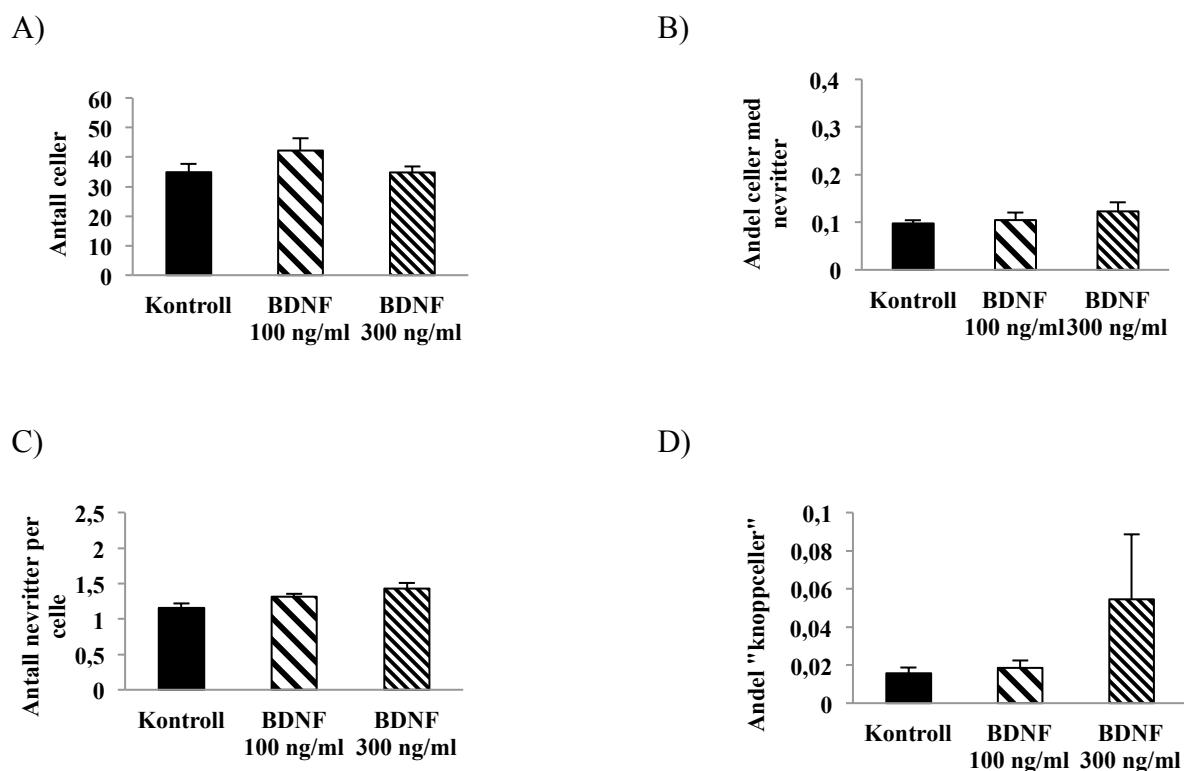 A)
B)
Antall celler
60
50
40
30
20
10
0
Kontroll
BDNF
100 ng/ml
BDNF
300 ng/ml
Andel celler med
nevritter
0,4
0,3
0,2
0,1
0
Kontroll
BDNF
100 ng/ml
BDNF
300 ng/ml
C)
D)
Antall nevritter per
celle
2,5
2
1,5
1
0,5
0
Kontroll
BDNF
100 ng/ml
BDNF
300 ng/ml
Andel "knoppceller"
0,1
0,08
0,06
0,04
0,02
0
Kontroll
BDNF
100 ng/ml
BDNF
300 ng/ml